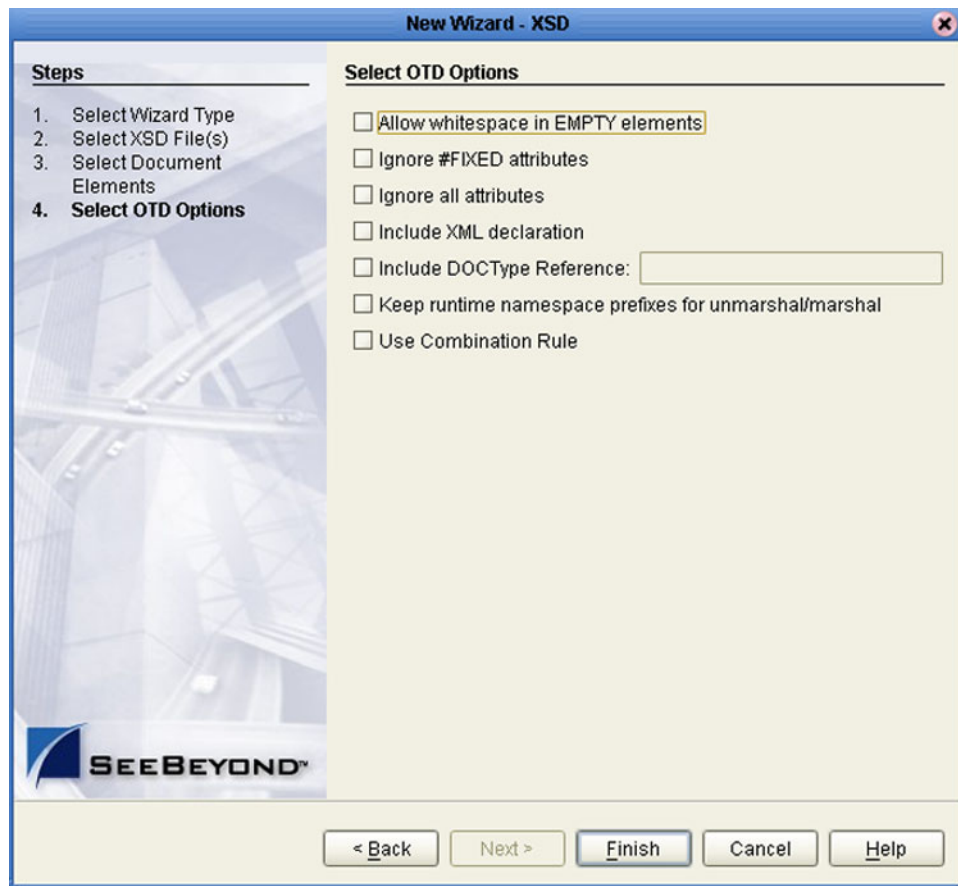 New Wizard - XSD
Steps
1. Select Wizard Type
2. Select XSD File(s)
3. Select Document
Elements
4. Select OTD Options
Select OTD Options
Allow whitespace in EMPTY elements
Ignore #FIXED attributes
Ignore all attributes
Include XML declaration
Include DOCType Reference:
Keep runtime namespace prefixes for unmarshal/marshal
Use Combination Rule
SEEBEYOND™
< Back Next > Finish Cancel Help